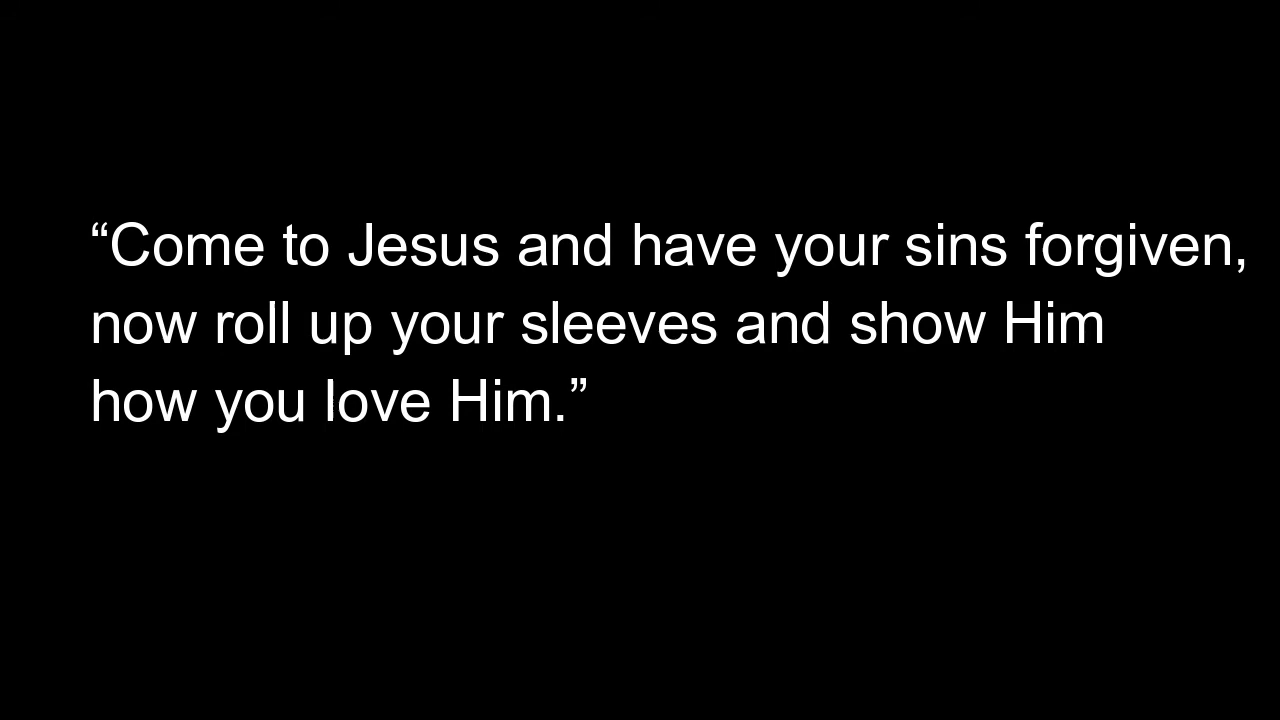 “Come to Jesus and have your sins forgiven,
now roll up your sleeves and show Him
how you love Him.”